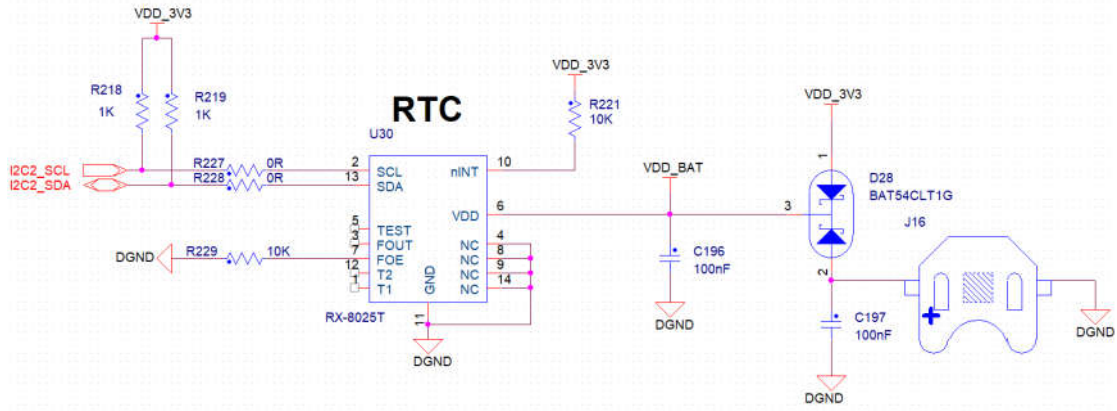 VDD_3V3
R218
1K
R219
1K
I2C2_SCL
I2C2_SDA
R227
0R
R228
0R
2
13
RTC
U30
SCL
SDA
nINT
10
VDD_3V3
R221
10K
VDD
6
VDD_BAT
C196
100nF
DGND
5
3
7
12
1
TEST
FOUT
FOE
T2
T1
GND
NC
NC
NC
NC
4
8
9
14
DGND
R229
10K
RX-8025T
11
DGND
VDD_3V3
1
3
D28
BAT54CLT1G
2
J16
+
C197
100nF
DGND
DGND